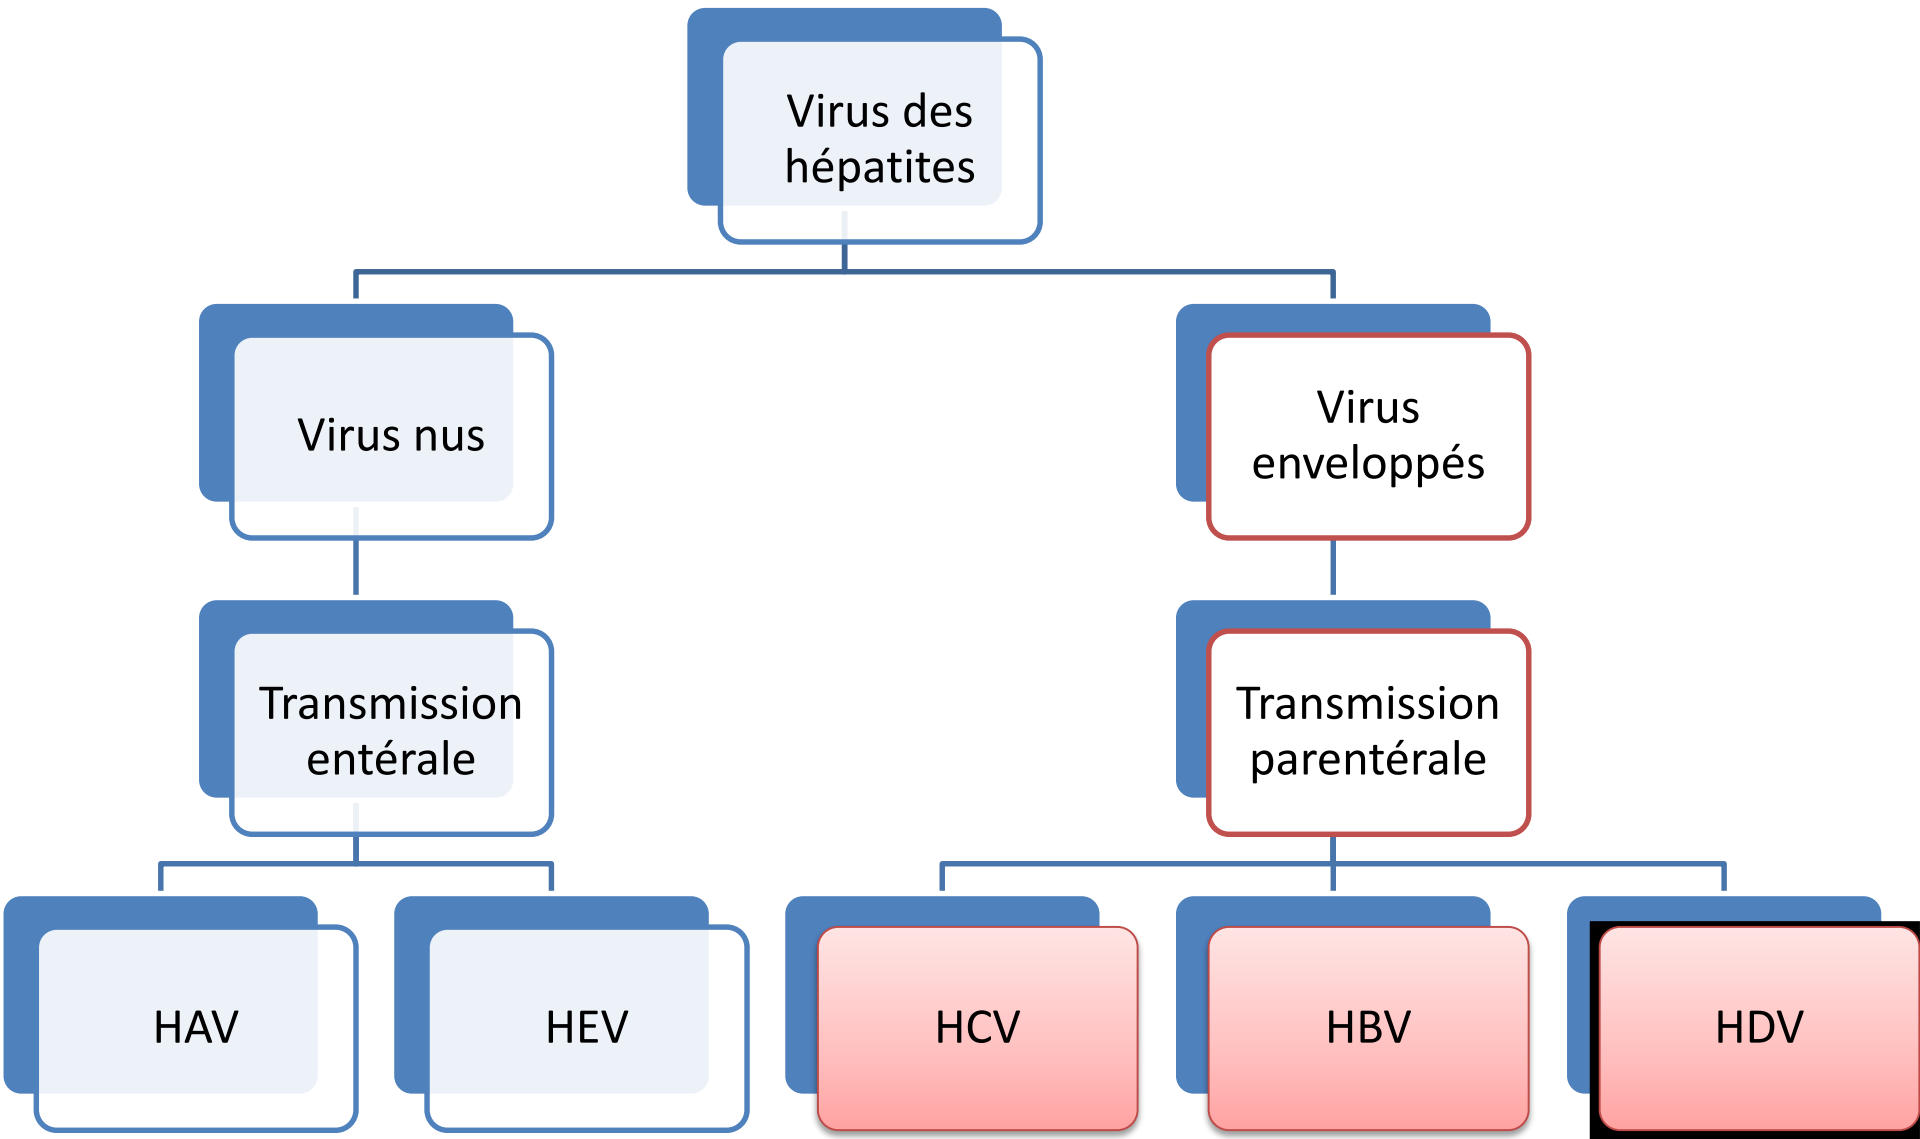 Virus des
hépatites
Virus nus
Virus
enveloppés
Transmission
entérale
Transmission
parentérale
HAV
HEV
HCV
HBV
HDV